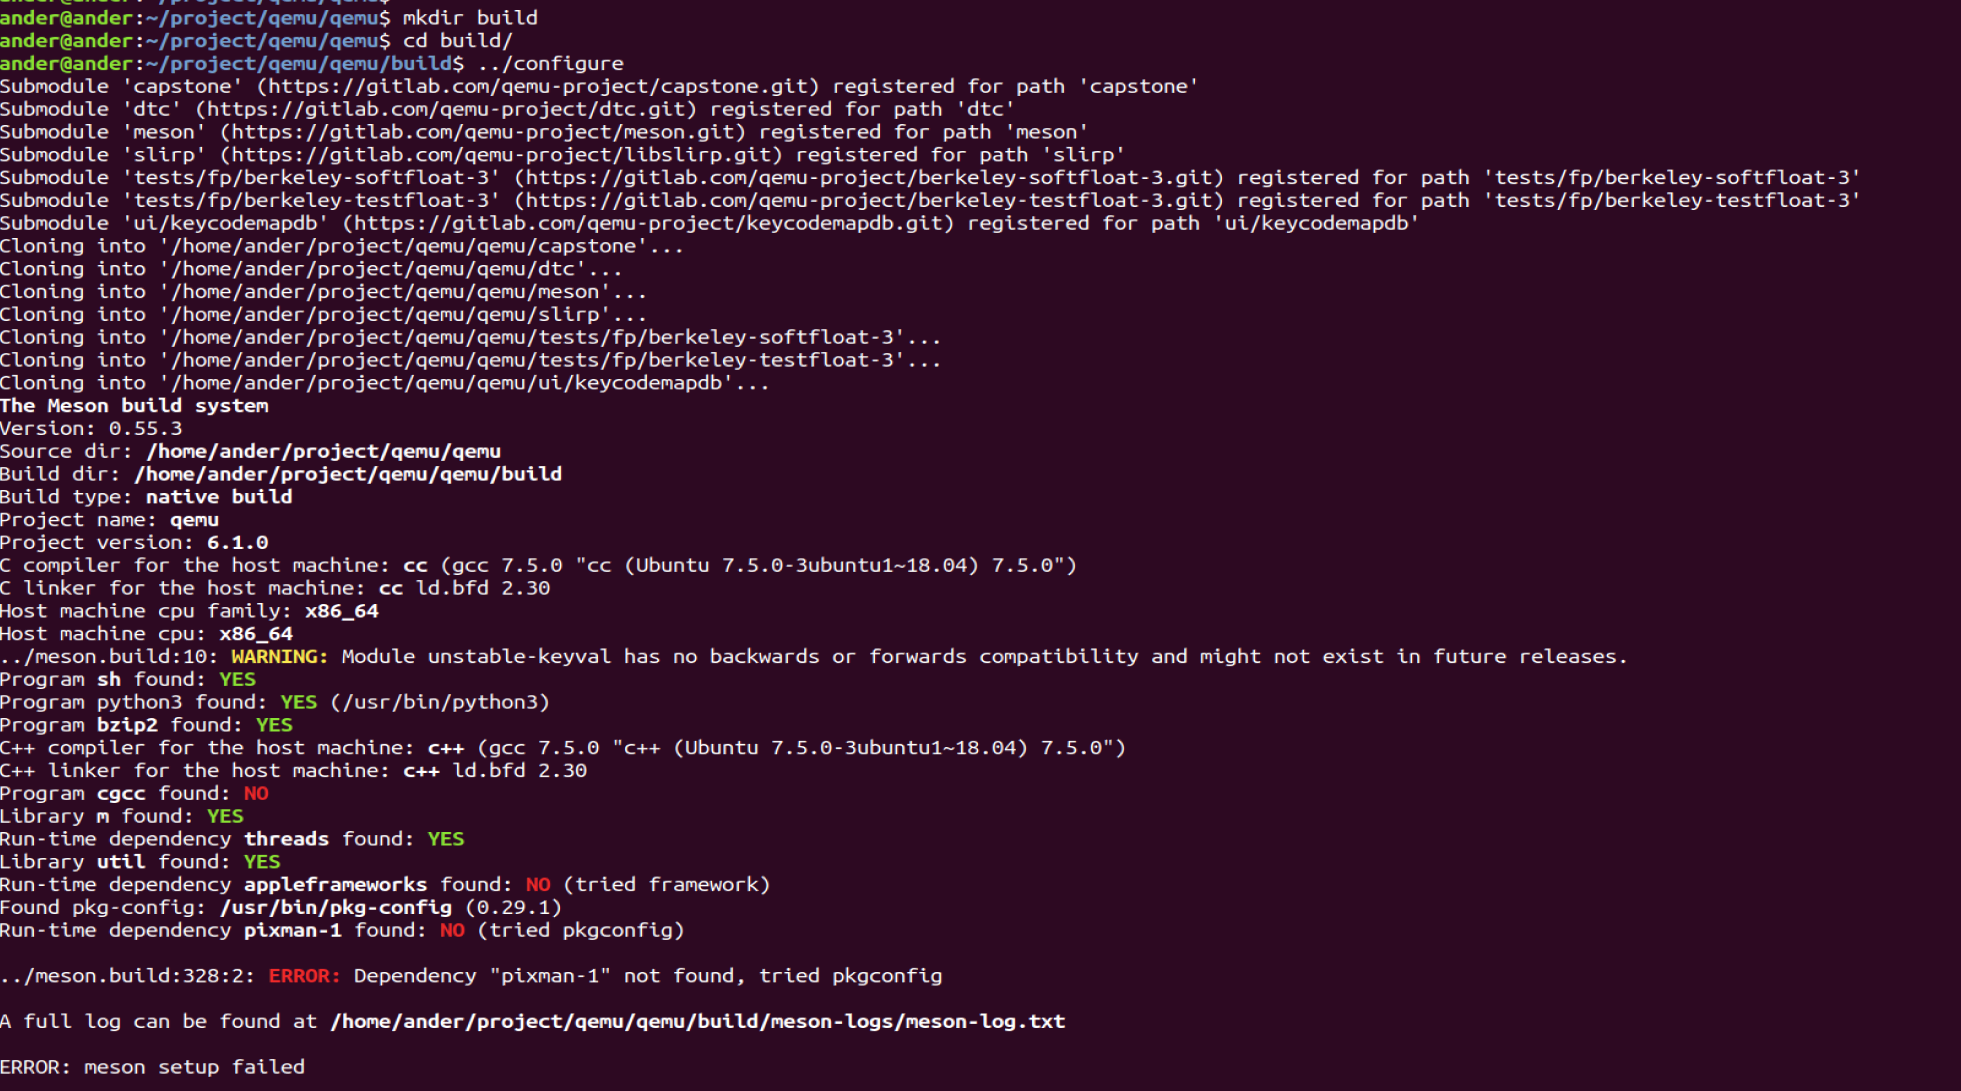 ander@ander:~/project/qemu/qemu$
ander@ander:~/project/qemu/qemu$ mkdir build
ander@ander:~/project/qemu/qemu$ cd build/
ander@ander:~/project/qemu/qemu/build$ ../configure
Submodule 'capstone' (https://gitlab.com/qemu-project/capstone.git) registered for path 'capstone'
Submodule 'dtc' (https://gitlab.com/qemu-project/dtc.git) registered for path 'dtc'
Submodule 'meson' (https://gitlab.com/qemu-project/meson.git) registered for path 'meson'
Submodule 'slirp' (https://gitlab.com/qemu-project/libslirp.git) registered for path 'slirp'
Submodule 'tests/fp/berkeley-softfloat-3' (https://gitlab.com/qemu-project/berkeley-softfloat-3.git) registered for path 'tests/fp/berkeley-softfloat-3'
Submodule 'tests/fp/berkeley-testfloat-3' (https://gitlab.com/qemu-project/berkeley-testfloat-3.git) registered for path 'tests/fp/berkeley-testfloat-3'
Submodule 'ui/keycodemapdb' (https://gitlab.com/qemu-project/keycodemapdb.git) registered for path 'ui/keycodemapdb'
Cloning into '/home/ander/project/qemu/qemu/capstone'...
Cloning into '/home/ander/project/qemu/qemu/dtc'...
Cloning into '/home/ander/project/qemu/qemu/meson'...
Cloning into '/home/ander/project/qemu/qemu/slirp'...
Cloning into '/home/ander/project/qemu/qemu/tests/fp/berkeley-softfloat-3'...
Cloning into '/home/ander/project/qemu/qemu/tests/fp/berkeley-testfloat-3'...
Cloning into '/home/ander/project/qemu/qemu/ui/keycodemapdb'...
The Meson build system
Version: 0.55.3
Source dir: /home/ander/project/qemu/qemu
Build dir: /home/ander/project/qemu/qemu/build
Build type: native build
Project name: qemu
Project version: 6.1.0
C compiler for the host machine: cc (gcc 7.5.0 "cc (Ubuntu 7.5.0-3ubuntu1~18.04) 7.5.0")
C linker for the host machine: cc ld.bfd 2.30
Host machine cpu family: x86_64
Host machine cpu: x86_64
../meson.build:10: WARNING: Module unstable-keyval has no backwards or forwards compatibility and might not exist in future releases.
Program sh found: YES
Program python3 found: YES (/usr/bin/python3)
Program bzip2 found: YES
C++ compiler for the host machine: c++ (gcc 7.5.0 "c++ (Ubuntu 7.5.0-3ubuntu1~18.04) 7.5.0")
C++ linker for the host machine: c++ ld.bfd 2.30
Program cgcc found: NO
Library m found: YES
Run-time dependency threads found: YES
Library util found: YES
Run-time dependency appleframeworks found: NO (tried framework)
Found pkg-config: /usr/bin/pkg-config (0.29.1)
Run-time dependency pixman-1 found: NO (tried pkgconfig)
../meson.build:328:2: ERROR: Dependency "pixman-1" not found, tried pkgconfig
A full log can be found at /home/ander/project/qemu/qemu/build/meson-logs/meson-log.txt
ERROR: meson setup failed